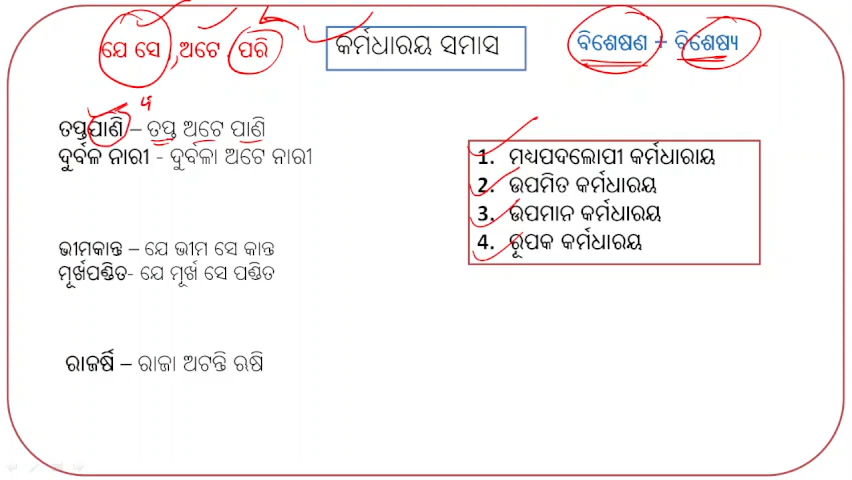 ଯେ ସେ, ଅଟେ ପରି
କର୍ମଧାରୟ ସମାସ
ବିଶେଷଣ + ବିଶେଷ୍ୟ
ତପ୍ତପାଣି – ତପ୍ତ ଅଟେ ପାଣି
ଦୁର୍ବଳ ନାରୀ - ଦୁର୍ବଳା ଅଟେ ନାରୀ
1. ମଧ୍ୟପଦଲୋପୀ କର୍ମଧାରାୟ
2. ଉପମିତ କର୍ମଧାରୟ
3. ଉପମାନ କର୍ମଧାରୟ
4. ରୂପକ କର୍ମଧାରୟ
ଭୀମକାନ୍ତ – ଯେ ଭୀମ ସେ କାନ୍ତ
ମୂର୍ଖପଣ୍ଡିତ- ଯେ ମୂର୍ଖ ସେ ପଣ୍ଡିତ
ରାଜର୍ଷି – ରାଜା ଅଟନ୍ତି ଋଷି